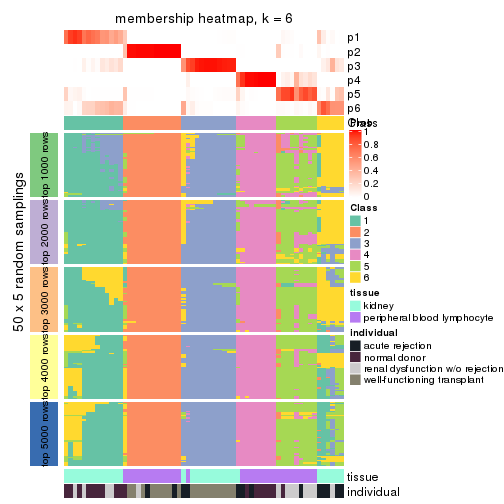 membership heatmap, k = 6
p1
p2
p3
p4
p5
p6
Class
Prob
1
0.8
0.6
0.4
0.2
0
Class
1
2
3
4
5
6
tissue
kidney
peripheral blood lymphocyte
individual
acute rejection
normal donor
renal dysfunction w/o rejection
well-functioning transplant
50 x 5 random samplings
top 1000 rows
top 2000 rows
top 3000 rows
top 4000 rows
top 5000 rows
tissue
individual